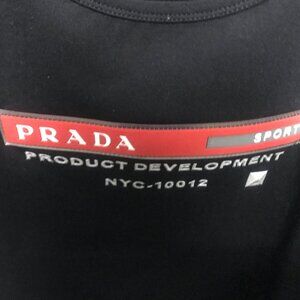 PRADA SPORT
PRODUCT DEVELOPMENT
NYC-10012